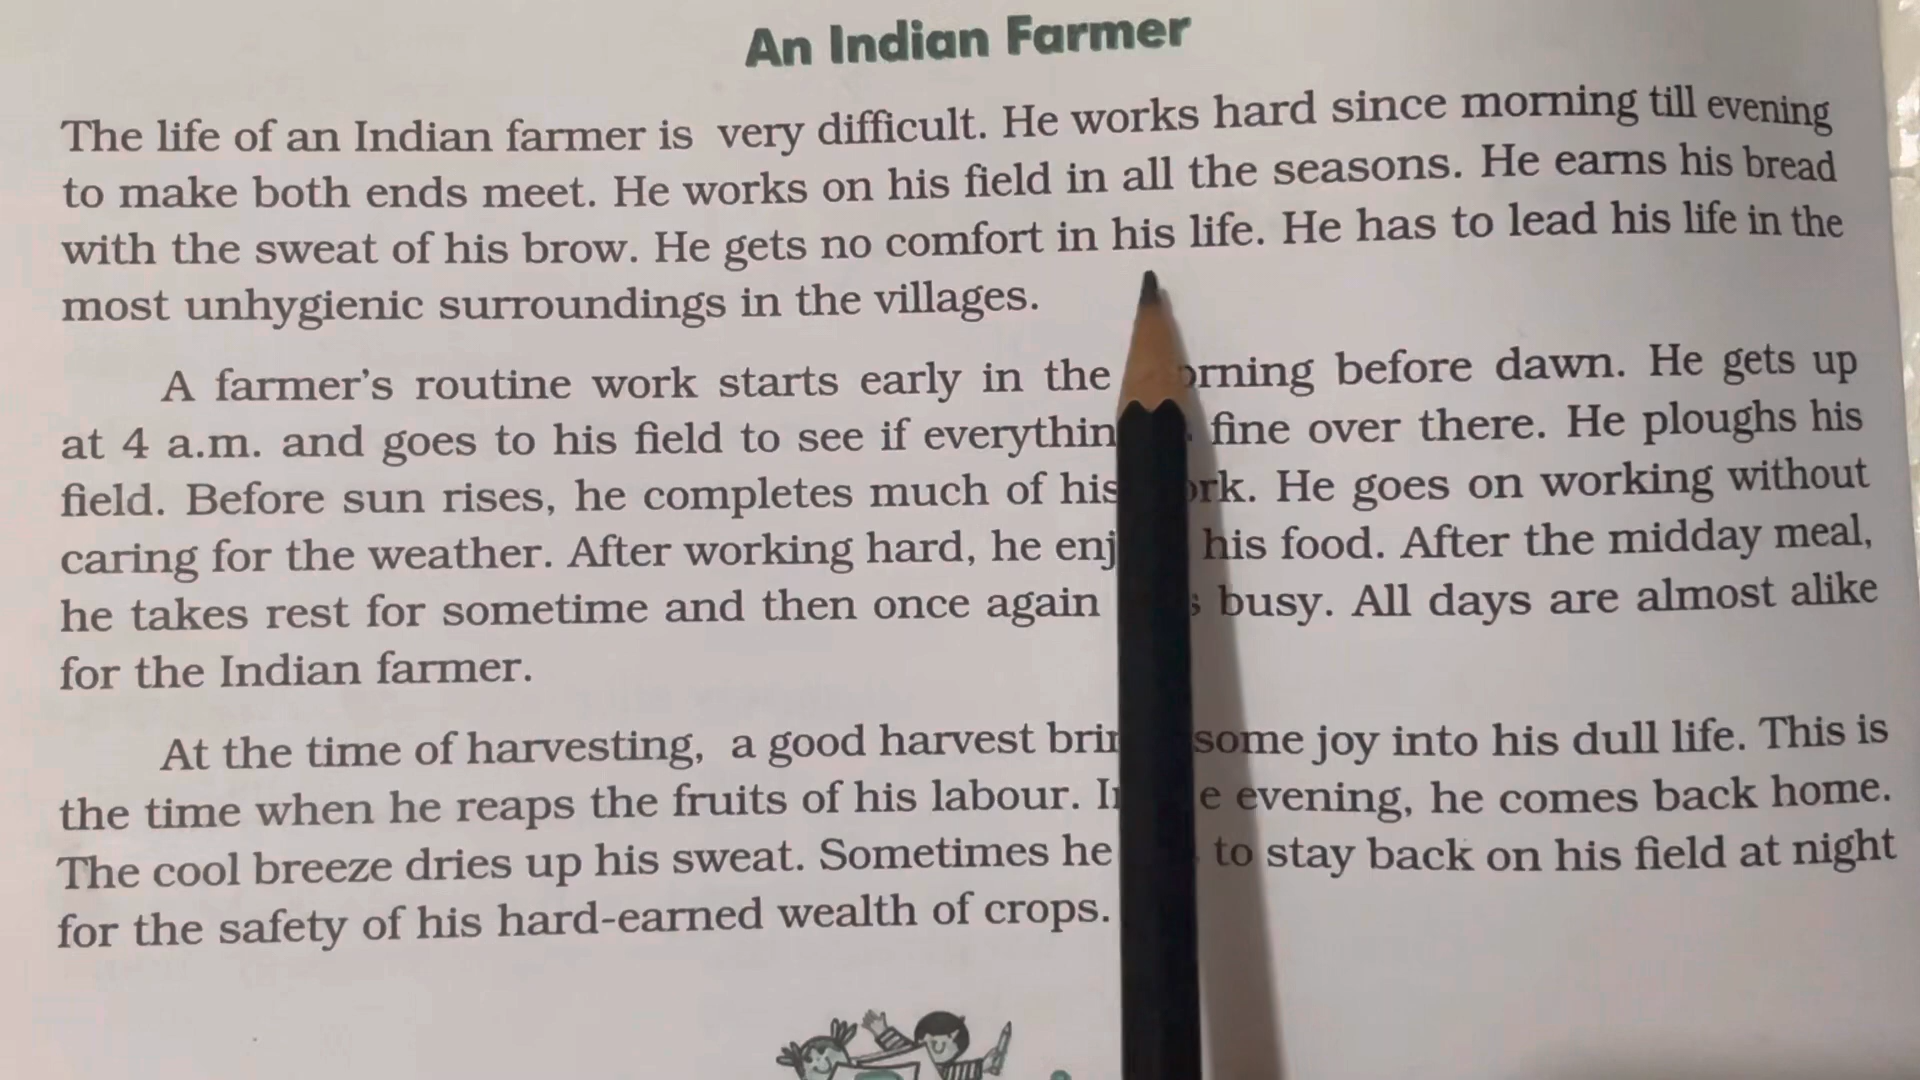 An Indian Farmer
The life of an Indian farmer is very difficult. He works hard since morning till evening
to make both ends meet. He works on his field in all the seasons. He earns his bread
with the sweat of his brow. He gets no comfort in his life. He has to lead his life in the
most unhygienic surroundings in the villages.
A farmer's routine work starts early in the before dawn. He gets up
at 4 a.m. and goes to his field to see if fine over there. He ploughs his
field. Before sun rises, he completes much of his He goes on working without
caring for the weather. After working hard, he his food. After the midday meal,
he takes rest for sometime and then once again busy. All days are almost alike
for the Indian farmer.
At the time of harvesting, a good harvest some joy into his dull life. This is
the time when he reaps the fruits of his labour. evening, he comes back home.
The cool breeze dries up his sweat. Sometimes he to stay back on his field at night
for the safety of his hard-earned wealth of crops.